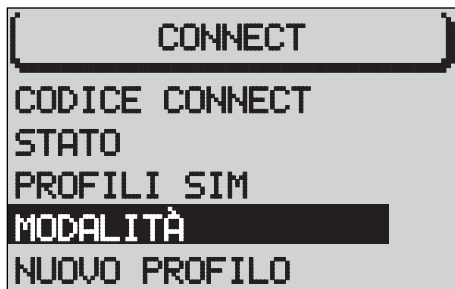 CONNECT
CODICE CONNECT
STATO
PROFILI SIM
MODALITÀ
NUOVO PROFILO